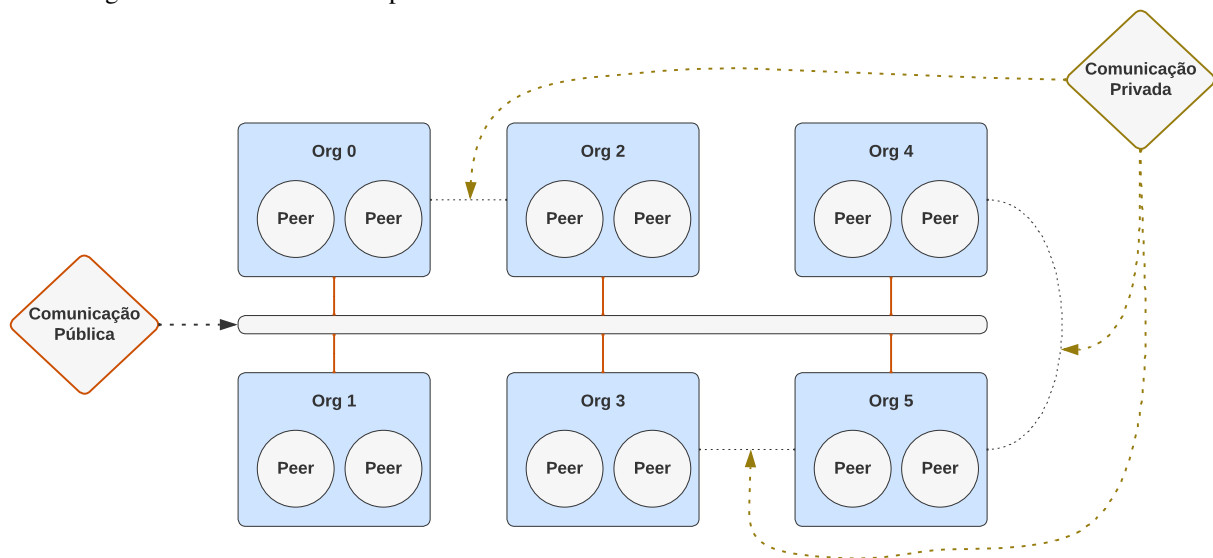 Comunicação
Privada
Org 0
Org 2
Org 4
Peer Peer
Peer Peer
Peer Peer
Comunicação
Pública
Org 1
Org 3
Org 5
Peer Peer
Peer Peer
Peer Peer